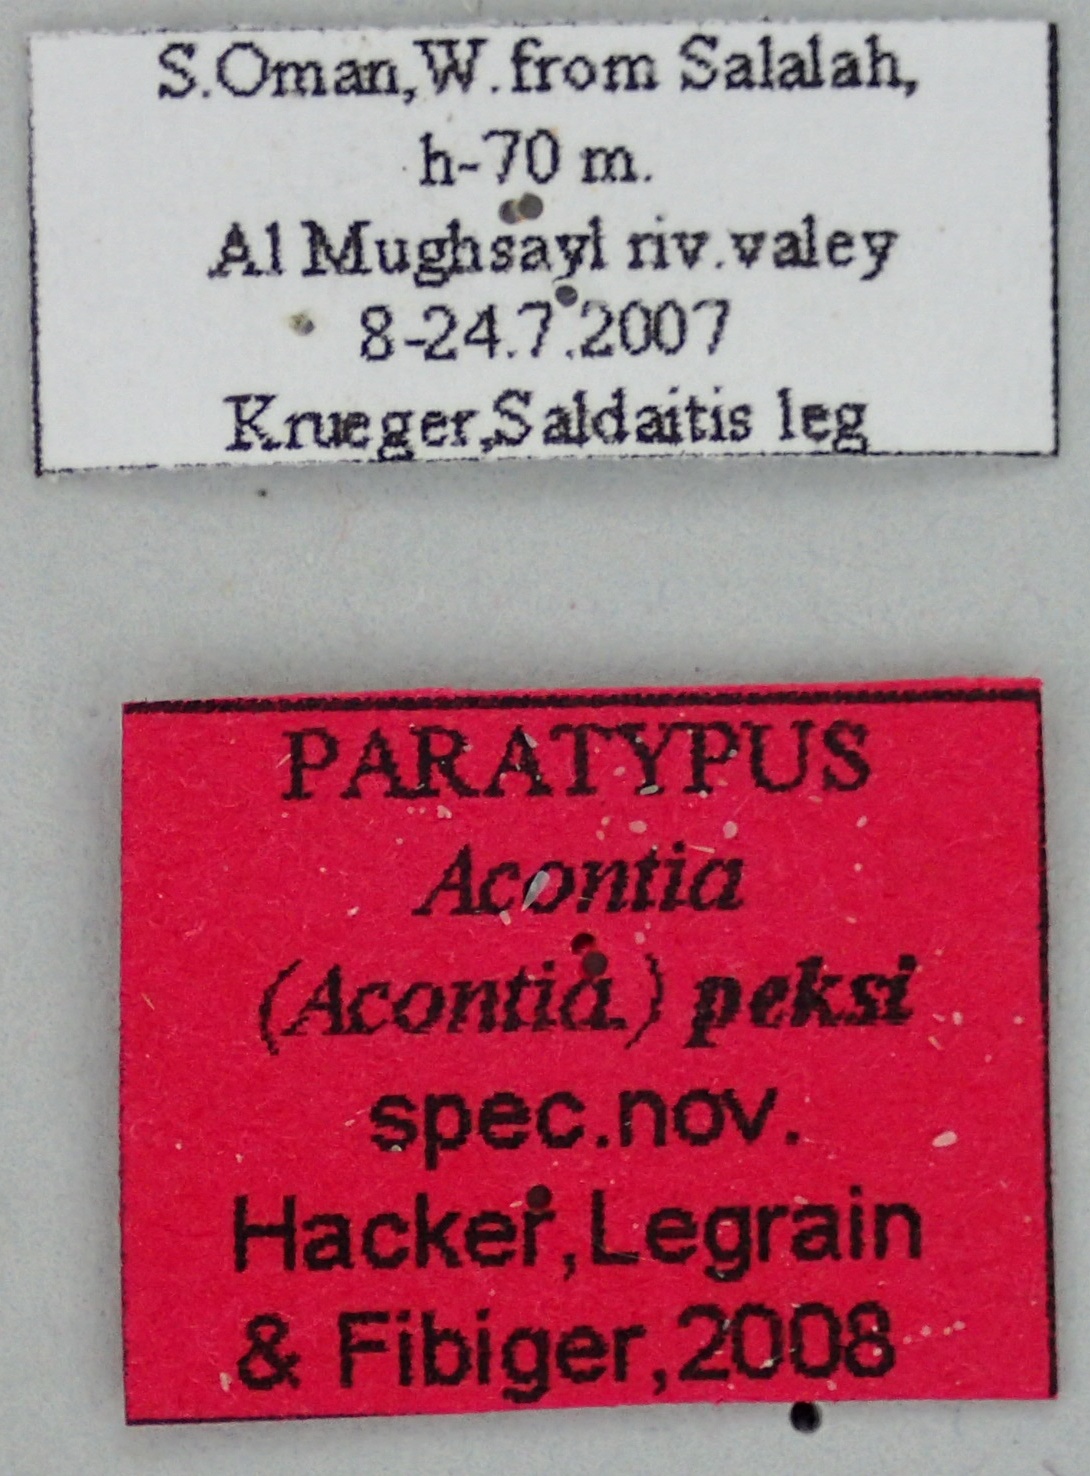 S.Oman,W.from Salalah,
h-70 m.
Al Mughsayl riv.valey
8-24.7.2007
Krueger,Saldaitis leg
PARATYPUS
Acontia
(Acontia) peksi
spec.nov.
Hacker,Legrain
& Fibiger,2008